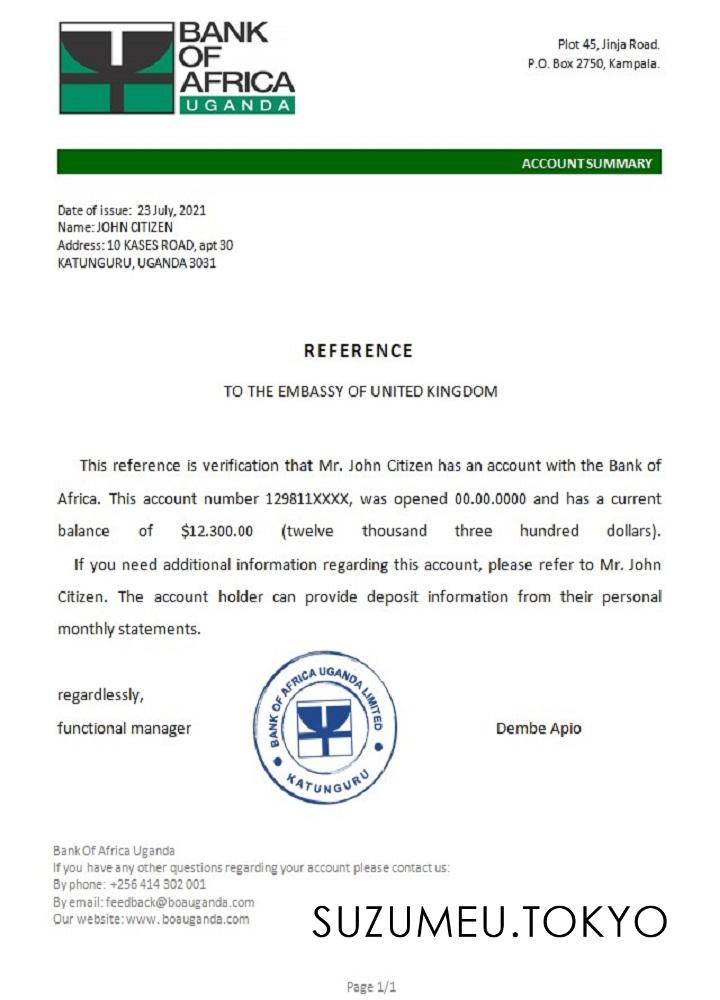 BANK
OF
AFRICA
UGANDA
Plot 45, Jinja Road.
P.O. Box 2750, Kampala.
ACCOUNT SUMMARY
Date of issue: 23 July, 2021
Name: JOHN CITIZEN
Address: 10 KASES ROAD, apt 30
KATUNGURU, UGANDA 3031
REFERENCE
TO THE EMBASSY OF UNITED KINGDOM
This reference is verification that Mr. John Citizen has an account with the Bank of
Africa. This account number 129811XXXX, was opened 00.00.0000 and has a current
balance of $12.300.00 (twelve thousand three hundred dollars).
If you need additional information regarding this account, please refer to Mr. John
Citizen. The account holder can provide deposit information from their personal
monthly statements.
regardlessly,
functional manager
BANK OF AFRICA UGANDA LIMITED
KATUNGURU
Dembe Apio
Bank Of Africa Uganda
If you have any other questions regarding your account please contact us:
By phone: +256 414 302 001
By email: feedback@boauganda.com
Our website: www.boauganda.com
SUZUMEU.TOKYO
Page 1/1